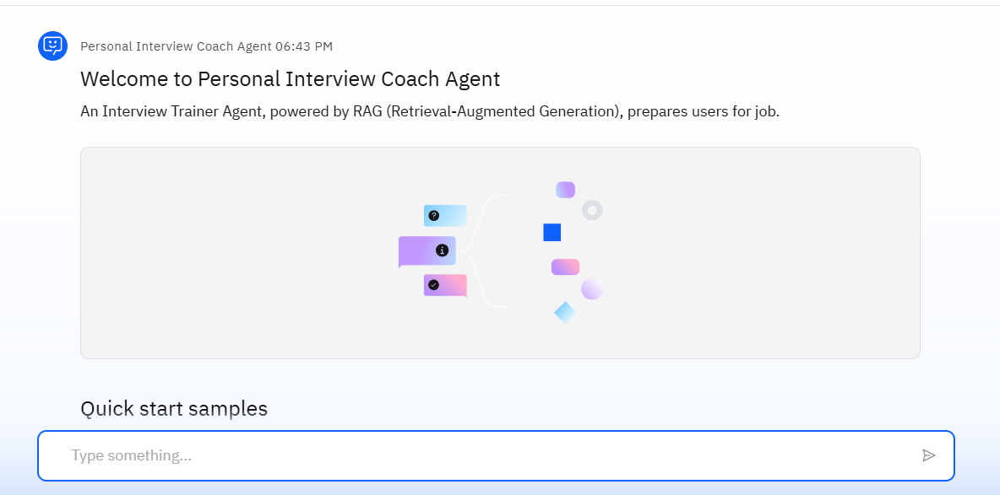 Personal Interview Coach Agent 06:43 PM
Welcome to Personal Interview Coach Agent
An Interview Trainer Agent, powered by RAG (Retrieval-Augmented Generation), prepares users for job.
?
i
Quick start samples
Type something...